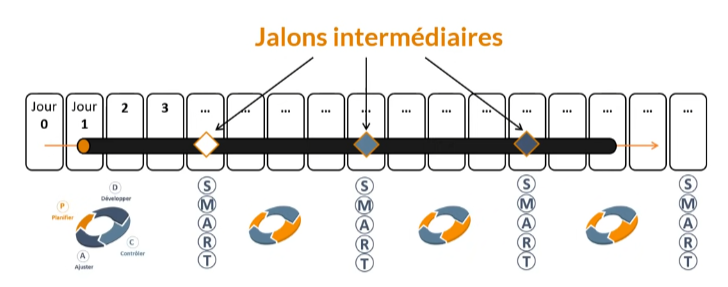 Jalons intermédiaires
Jour 0
Jour 1
2
3
...
...
...
...
...
...
...
...
...
...
...
...
...
D
Développer
P
Planifier
C
Contrôler
A
Ajuster
S
M
A
R
T
S
M
A
R
T
S
M
A
R
T
S
M
A
R
T